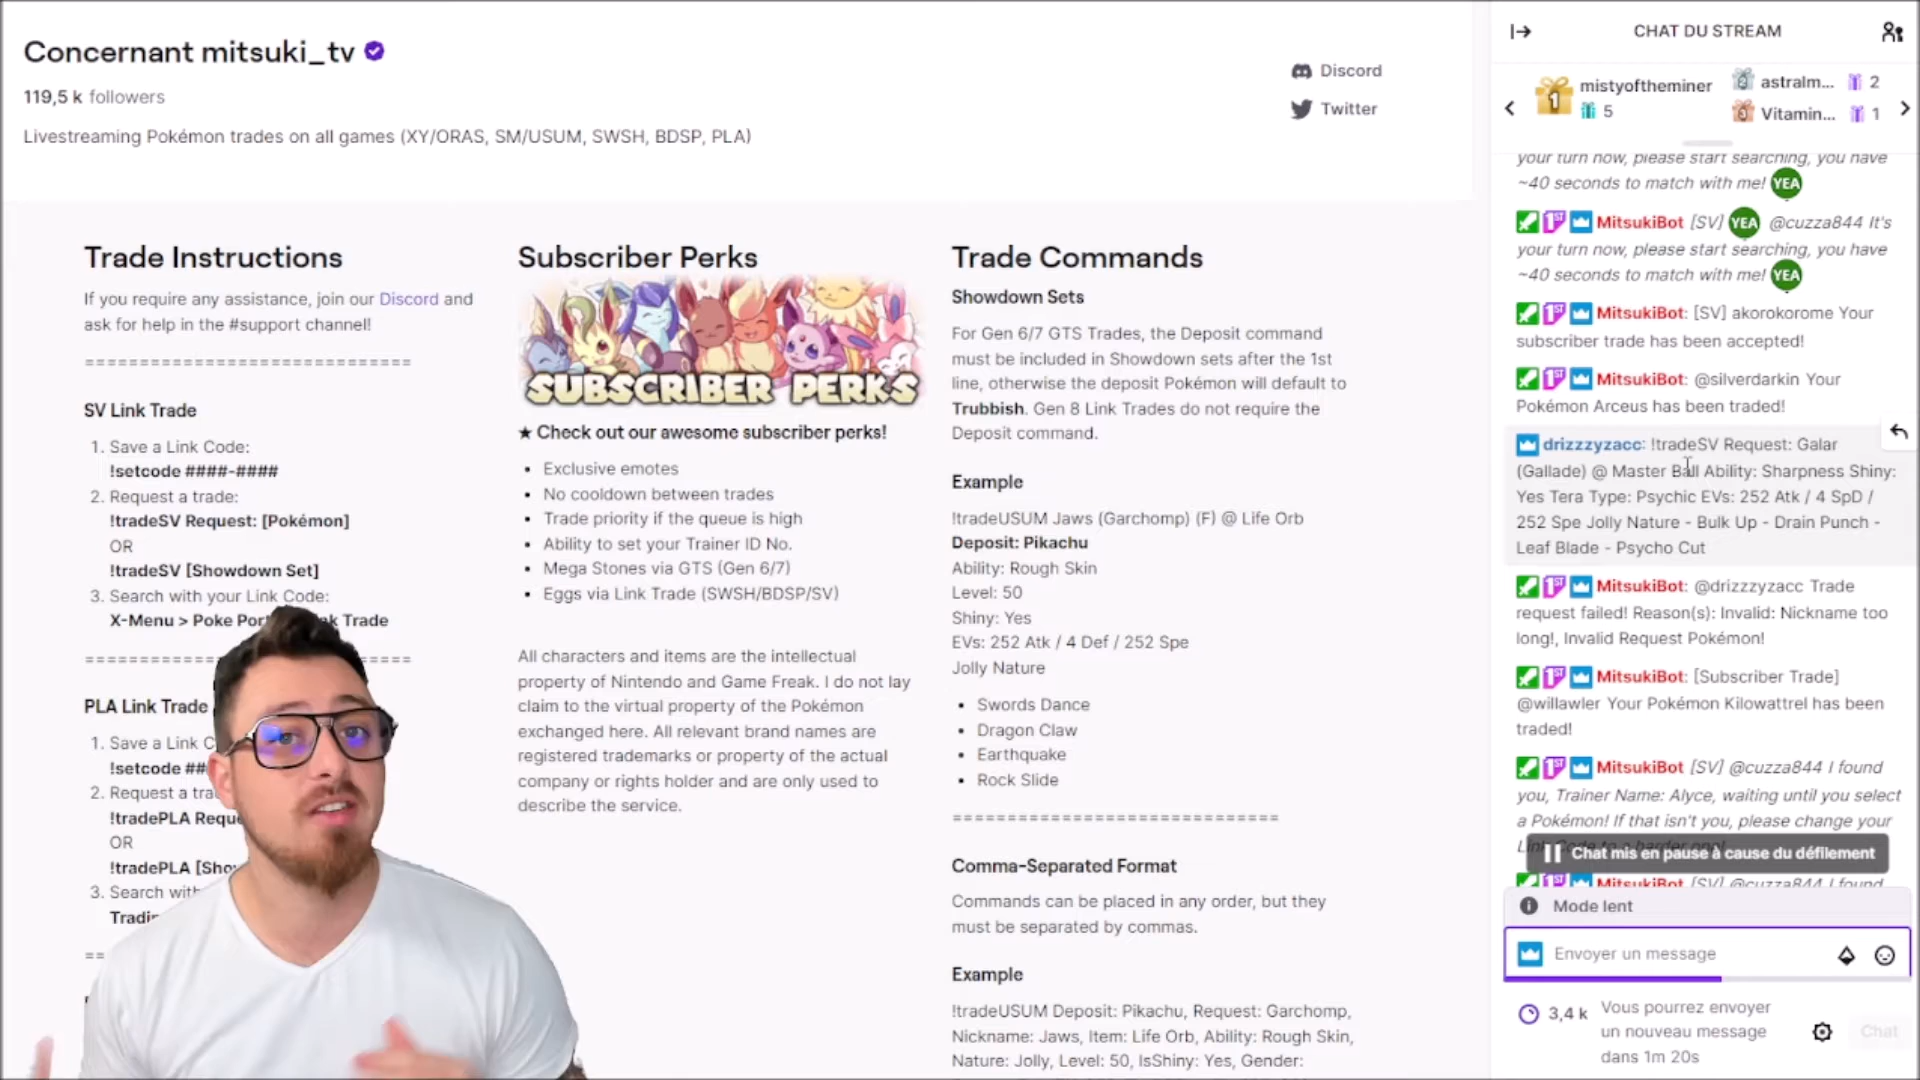 Concernant mitsuki_tv
119,5 k followers
Livestreaming Pokémon trades on all games (XY/ORAS, SM/USUM, SWSH, BDSP, PLA)
Discord
Twitter
Trade Instructions
If you require any assistance, join our Discord and
ask for help in the #support channel!
==============================
SV Link Trade
1. Save a Link Code:
!setcode ####-####
2. Request a trade:
!tradeSV Request: [Pokémon]
OR
!tradeSV [Showdown Set]
3. Search with your Link Code:
X-Menu > Poke Por k Trade
PLA Link Trade
1. Save a Link C
!setcode ##
2. Request a tra
!tradePLA Requ
OR
!tradePLA [Sho
3. Search with
Tradin
==
Subscriber Perks
SUBSCRIBER PERKS
★ Check out our awesome subscriber perks!
• Exclusive emotes
• No cooldown between trades
• Trade priority if the queue is high
• Ability to set your Trainer ID No.
• Mega Stones via GTS (Gen 6/7)
• Eggs via Link Trade (SWSH/BDSP/SV)
All characters and items are the intellectual
property of Nintendo and Game Freak. I do not lay
claim to the virtual property of the Pokémon
exchanged here. All relevant brand names are
registered trademarks or property of the actual
company or rights holder and are only used to
describe the service.
Trade Commands
Showdown Sets
For Gen 6/7 GTS Trades, the Deposit command
must be included in Showdown sets after the 1st
line, otherwise the deposit Pokémon will default to
Trubbish. Gen 8 Link Trades do not require the
Deposit command.
Example
!tradeUSUM Jaws (Garchomp) (F) @ Life Orb
Deposit: Pikachu
Ability: Rough Skin
Level: 50
Shiny: Yes
EVs: 252 Atk / 4 Def / 252 Spe
Jolly Nature
• Swords Dance
• Dragon Claw
• Earthquake
• Rock Slide
==============================
Comma-Separated Format
Commands can be placed in any order, but they
must be separated by commas.
Example
!tradeUSUM Deposit: Pikachu, Request: Garchomp,
Nickname: Jaws, Item: Life Orb, Ability: Rough Skin,
Nature: Jolly, Level: 50, IsShiny: Yes, Gender:
CHAT DU STREAM
1 misty­oftheminer
5
2 astralm... 2
3 Vitamin... 1
your turn now, please start searching, you have
~40 seconds to match with me! YEA
1ST MitsukiBot [SV] YEA @cuzza844 It's
your turn now, please start searching, you have
~40 seconds to match with me! YEA
1ST MitsukiBot: [SV] akorokorome Your
subscriber trade has been accepted!
1ST MitsukiBot: @silverdarkin Your
Pokémon Arceus has been traded!
drizzzyzacc: !tradeSV Request: Galar
(Gallade) @ Master Ball Ability: Sharpness Shiny:
Yes Tera Type: Psychic EVs: 252 Atk / 4 SpD /
252 Spe Jolly Nature - Bulk Up - Drain Punch -
Leaf Blade - Psycho Cut
1ST MitsukiBot: @drizzzyzacc Trade
request failed! Reason(s): Invalid: Nickname too
long!, Invalid Request Pokémon!
1ST MitsukiBot: [Subscriber Trade]
@willawler Your Pokémon Kilowattrel has been
traded!
1ST MitsukiBot [SV] @cuzza844 I found
you, Trainer Name: Alyce, waiting until you select
a Pokémon! If that isn't you, please change your
Chat mis en pause à cause du défilement
1ST MitsukiBot [SV] @cuzza844 I found
Mode lent
Envoyer un message
3,4 k
Vous pourrez envoyer
un nouveau message
dans 1m 20s
Chat